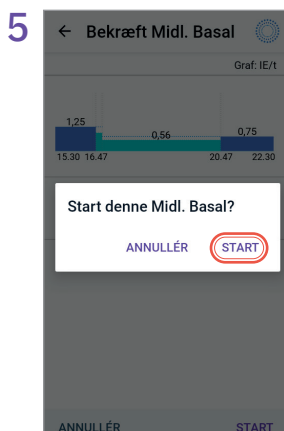 5
← Bekræft Midl. Basal
Graf: IE/t
1,25
0,56
0,75
15.30 16.47 20.47 22.30
Start denne Midl. Basal?
ANNULLÉR START
ANNULLÉR START